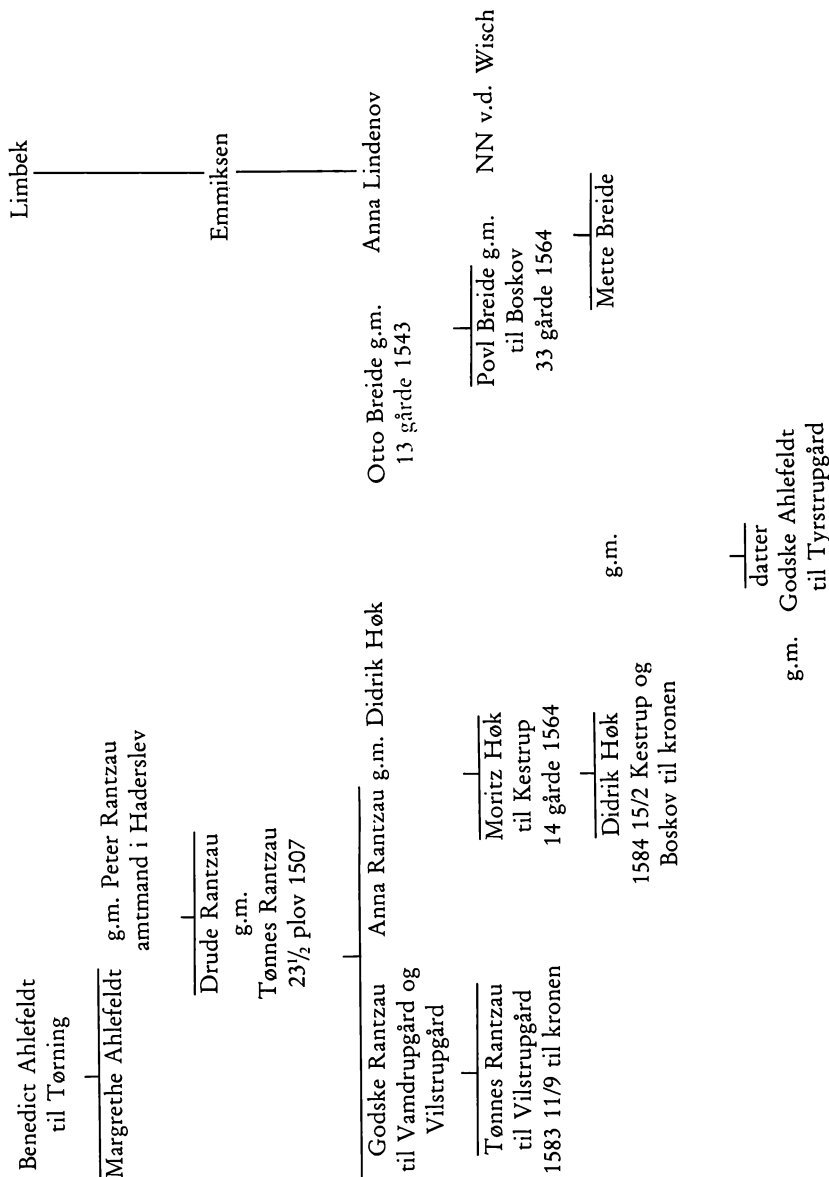 Benedict Ahlefeldt
til Tørning
Limbek
Margrethe Ahlefeldt g.m. Peter Rantzau
amtmand i Haderslev
Drude Rantzau
g.m.
Tønnes Rantzau
23½ plov 1507
Emmiksen
Godske Rantzau
til Vamdrupgård og
Vilstrupgård
Anna Rantzau g.m. Didrik Høk
Otto Breide g.m.
13 gårde 1543
Anna Lindenov
Tønnes Rantzau
til Vilstrupgård
1583 11/9 til kronen
Moritz Høk
til Kestrup
14 gårde 1564
Povl Breide g.m.
til Boskov
33 gårde 1564
NN v.d. Wisch
Didrik Høk
1584 15/2 Kestrup og
Boskov til kronen
g.m.
Mette Breide
datter
g.m. Godske Ahlefeldt
til Tyrstrupgård